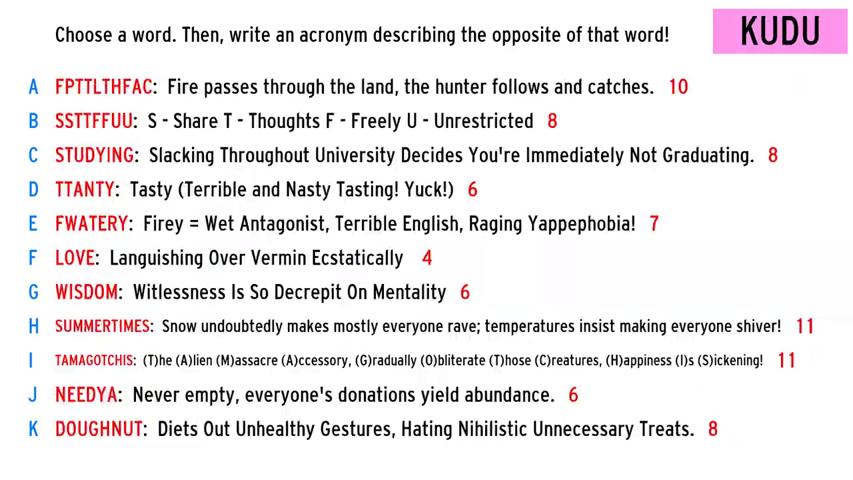 Choose a word. Then, write an acronym describing the opposite of that word!
KUDU
A FPTTLTHFAC: Fire passes through the land, the hunter follows and catches. 10
B SSTTFFUU: S - Share T - Thoughts F - Freely U - Unrestricted 8
C STUDYING: Slacking Throughout University Decides You're Immediately Not Graduating. 8
D TTANTY: Tasty (Terrible and Nasty Tasting! Yuck!) 6
E FWATERY: Firey = Wet Antagonist, Terrible English, Raging Yappephobia! 7
F LOVE: Languishing Over Vermin Ecstatically 4
G WISDOM: Witlessness Is So Decrepit On Mentality 6
H SUMMERTIMES: Snow undoubtedly makes mostly everyone rave; temperatures insist making everyone shiver! 11
I TAMAGOTCHIS: (T)he (A)lien (M)assacre (A)ccessory, (G)radually (O)bliterate (T)hose (C)reatures, (H)appiness (I)s (S)ickening! 11
J NEEDYA: Never empty, everyone's donations yield abundance. 6
K DOUGHNUT: Diets Out Unhealthy Gestures, Hating Nihilistic Unnecessary Treats. 8